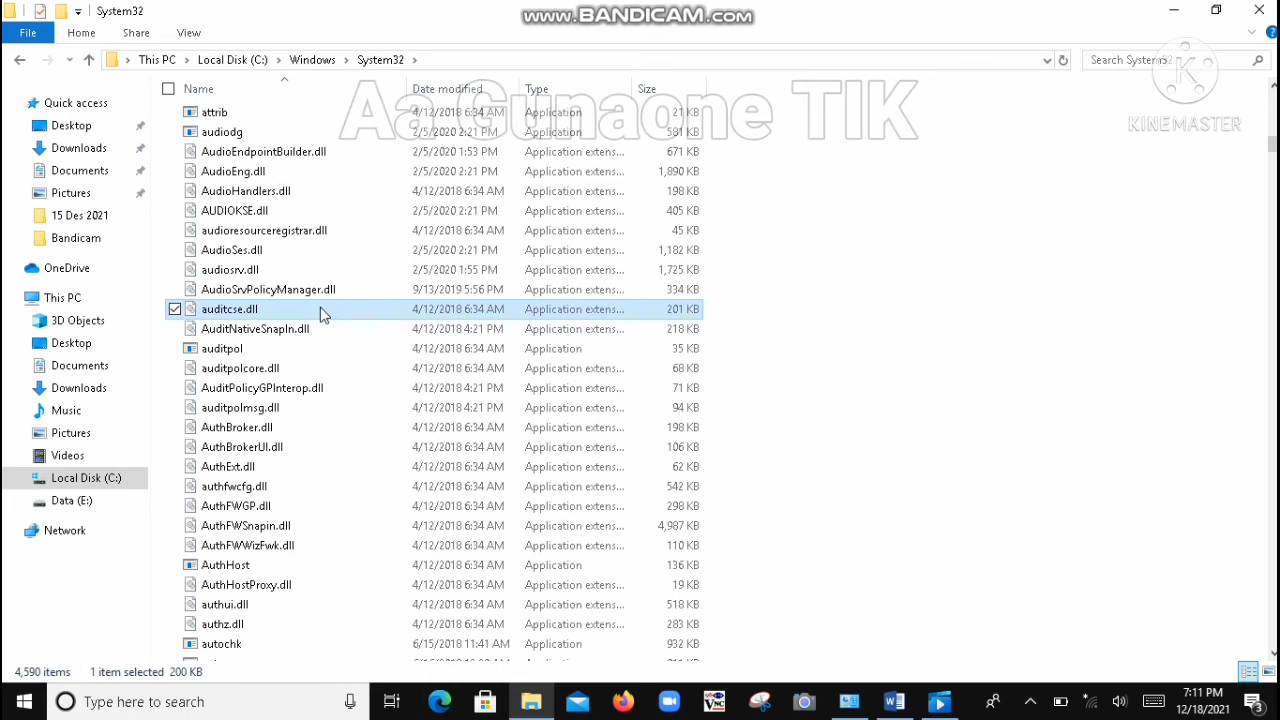 System32
www.BANDICAM.com
File Home Share View
This PC Local Disk (C:) Windows System32 Search System32
KINEMASTER
Aa Gunaone TIK
Quick access
Desktop
Downloads
Documents
Pictures
15 Des 2021
Bandicam
OneDrive
This PC
3D Objects
Desktop
Documents
Downloads
Music
Pictures
Videos
Local Disk (C:)
Data (E:)
Network
Name Date modified Type Size
attrib 4/12/2018 6:34 AM Application 21 KB
audiodg 2/5/2020 2:21 PM Application 581 KB
AudioEndpointBuilder.dll 2/5/2020 1:53 PM Application extens... 671 KB
AudioEng.dll 2/5/2020 2:21 PM Application extens... 1,890 KB
AudioHandlers.dll 4/12/2018 6:34 AM Application extens... 198 KB
AUDIOKSE.dll 2/5/2020 2:21 PM Application extens... 405 KB
audioresourceregistrar.dll 4/12/2018 6:34 AM Application extens... 45 KB
AudioSes.dll 2/5/2020 2:21 PM Application extens... 1,182 KB
audiosrv.dll 2/5/2020 1:55 PM Application extens... 1,725 KB
AudioSrvPolicyManager.dll 9/13/2019 5:56 PM Application extens... 334 KB
auditcse.dll 4/12/2018 6:34 AM Application extens... 201 KB
AuditNativeSnapIn.dll 4/12/2018 4:21 PM Application extens... 218 KB
auditpol 4/12/2018 6:34 AM Application 35 KB
auditpolcore.dll 4/12/2018 6:34 AM Application extens... 68 KB
AuditPolicyGPInterop.dll 4/12/2018 4:21 PM Application extens... 71 KB
auditpolmsg.dll 4/12/2018 4:21 PM Application extens... 94 KB
AuthBroker.dll 4/12/2018 6:34 AM Application extens... 198 KB
AuthBrokerUI.dll 4/12/2018 6:34 AM Application extens... 106 KB
AuthExt.dll 4/12/2018 6:34 AM Application extens... 62 KB
authfwcfg.dll 4/12/2018 6:34 AM Application extens... 542 KB
AuthFWGP.dll 4/12/2018 6:34 AM Application extens... 298 KB
AuthFWSnapin.dll 4/12/2018 6:34 AM Application extens... 4,987 KB
AuthFWWizFwk.dll 4/12/2018 6:34 AM Application extens... 110 KB
AuthHost 4/12/2018 6:34 AM Application 136 KB
AuthHostProxy.dll 4/12/2018 6:34 AM Application extens... 19 KB
authui.dll 4/12/2018 6:34 AM Application extens... 518 KB
authz.dll 4/12/2018 6:34 AM Application extens... 283 KB
autochk 6/15/2018 11:41 AM Application 932 KB
4,590 items 1 item selected 200 KB
Type here to search
7:11 PM
12/18/2021